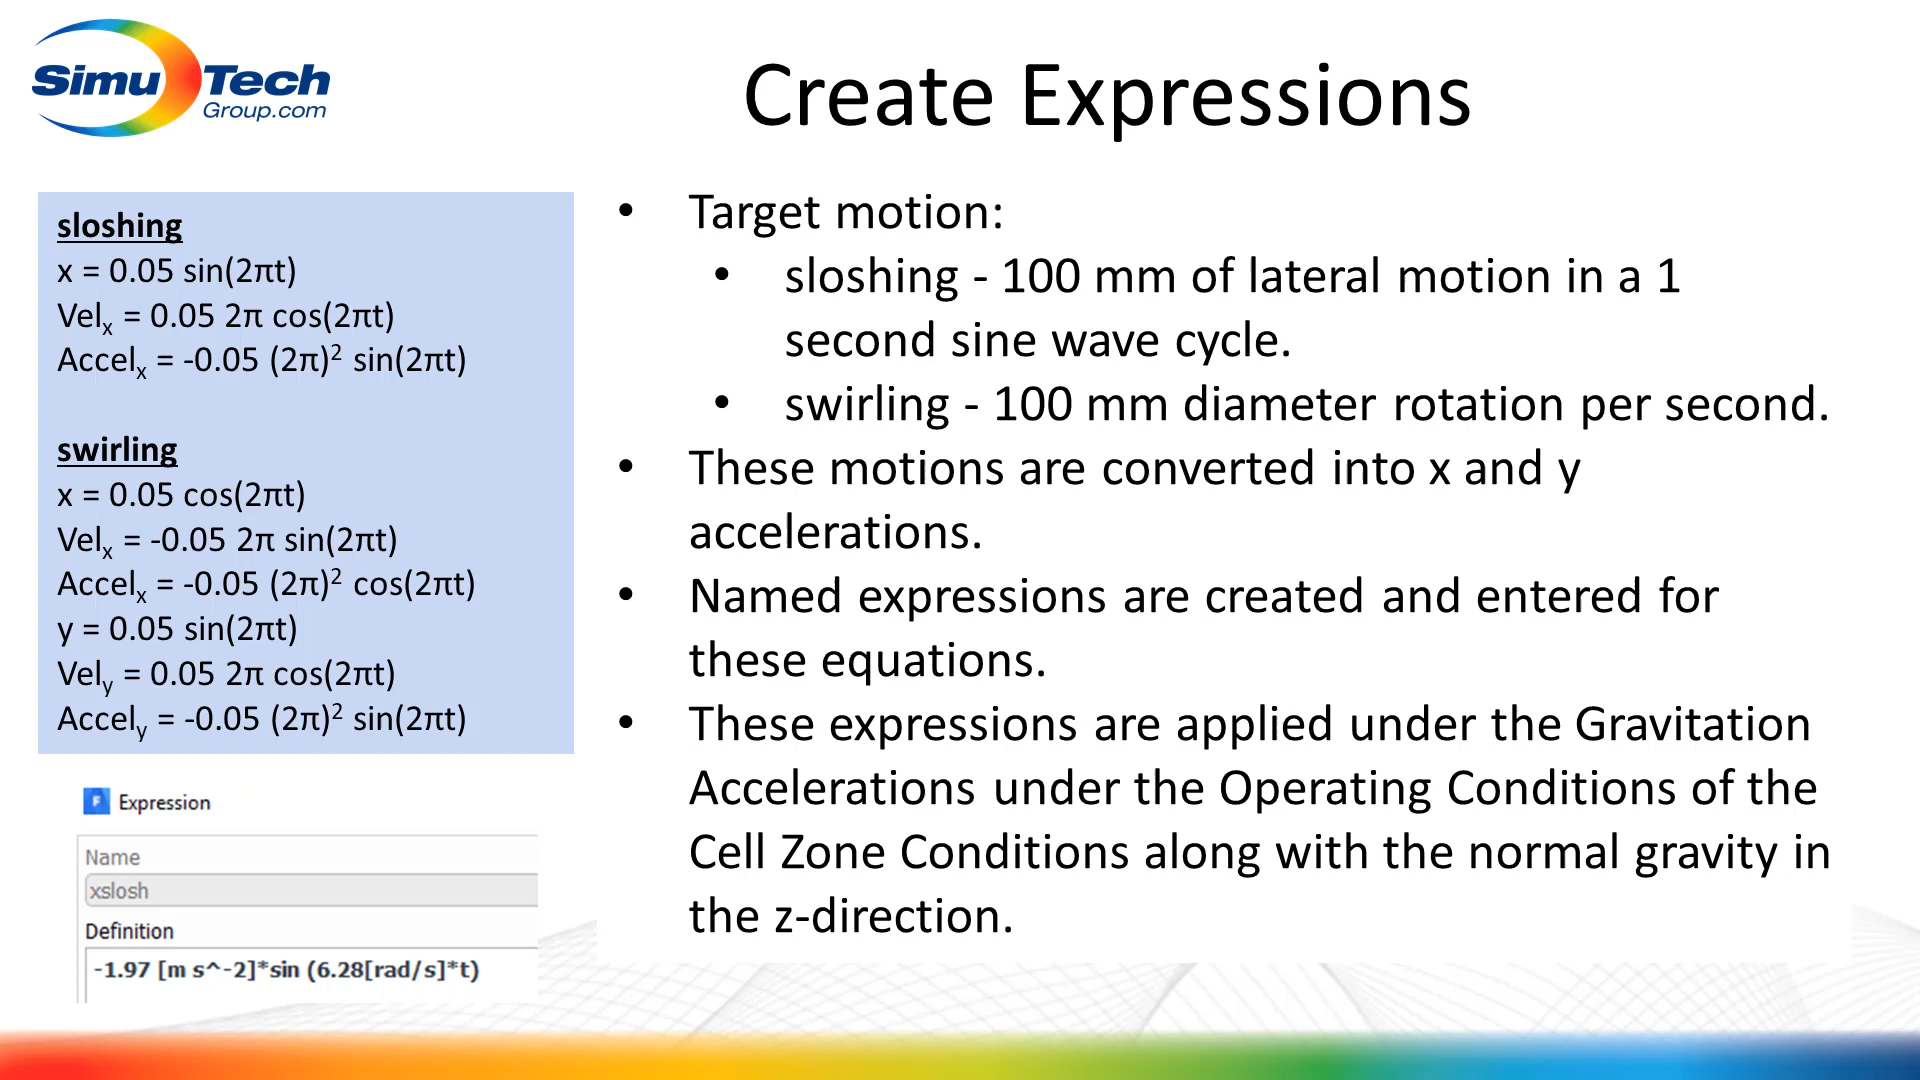 Simu Tech
Group.com
Create Expressions
sloshing
x = 0.05 sin(2πt)
Velx = 0.05 2π cos(2πt)
Accelx = -0.05 (2π)² sin(2πt)
swirling
x = 0.05 cos(2πt)
Velx = -0.05 2π sin(2πt)
Accelx = -0.05 (2π)² cos(2πt)
y = 0.05 sin(2πt)
Vely = 0.05 2π cos(2πt)
Accely = -0.05 (2π)² sin(2πt)
F Expression
Name
xslosh
Definition
-1.97 [m s^-2]*sin (6.28[rad/s]*t)
• Target motion:
• sloshing - 100 mm of lateral motion in a 1
second sine wave cycle.
• swirling - 100 mm diameter rotation per second.
• These motions are converted into x and y
accelerations.
• Named expressions are created and entered for
these equations.
• These expressions are applied under the Gravitation
Accelerations under the Operating Conditions of the
Cell Zone Conditions along with the normal gravity in
the z-direction.